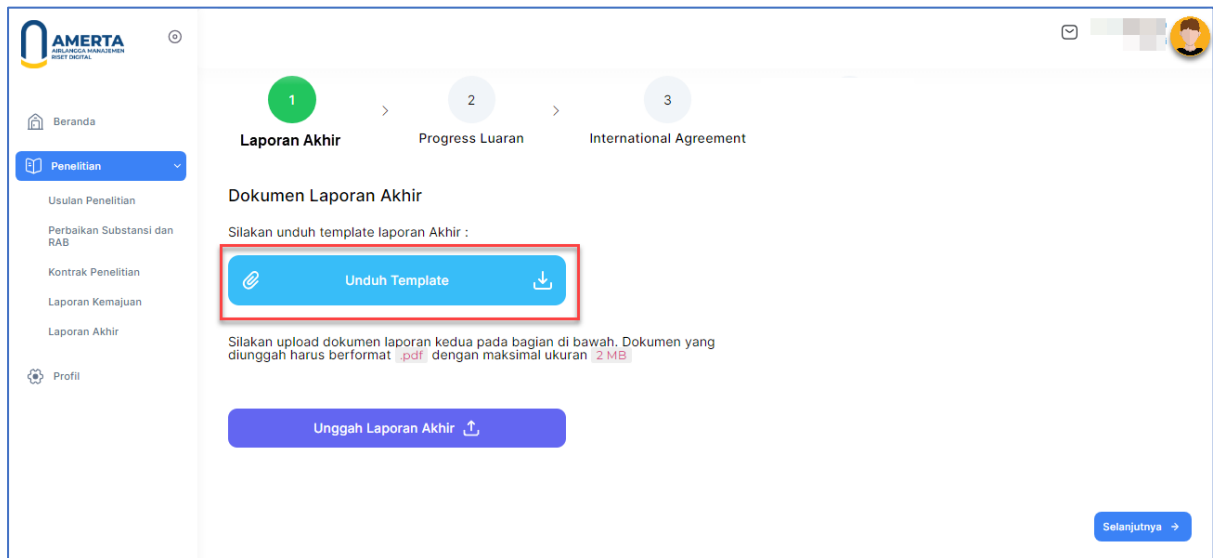 AMERTA
AIRLANGGA MANAJEMEN
RISET DIGITAL
Beranda
Penelitian
Usulan Penelitian
Perbaikan Substansi dan
RAB
Kontrak Penelitian
Laporan Kemajuan
Laporan Akhir
Profil
1
2
3
Laporan Akhir
Progress Luaran
International Agreement
Dokumen Laporan Akhir
Silakan unduh template laporan Akhir :
Unduh Template
Silakan upload dokumen laporan kedua pada bagian di bawah. Dokumen yang
diunggah harus berformat .pdf dengan maksimal ukuran 2 MB
Unggah Laporan Akhir
Selanjutnya →